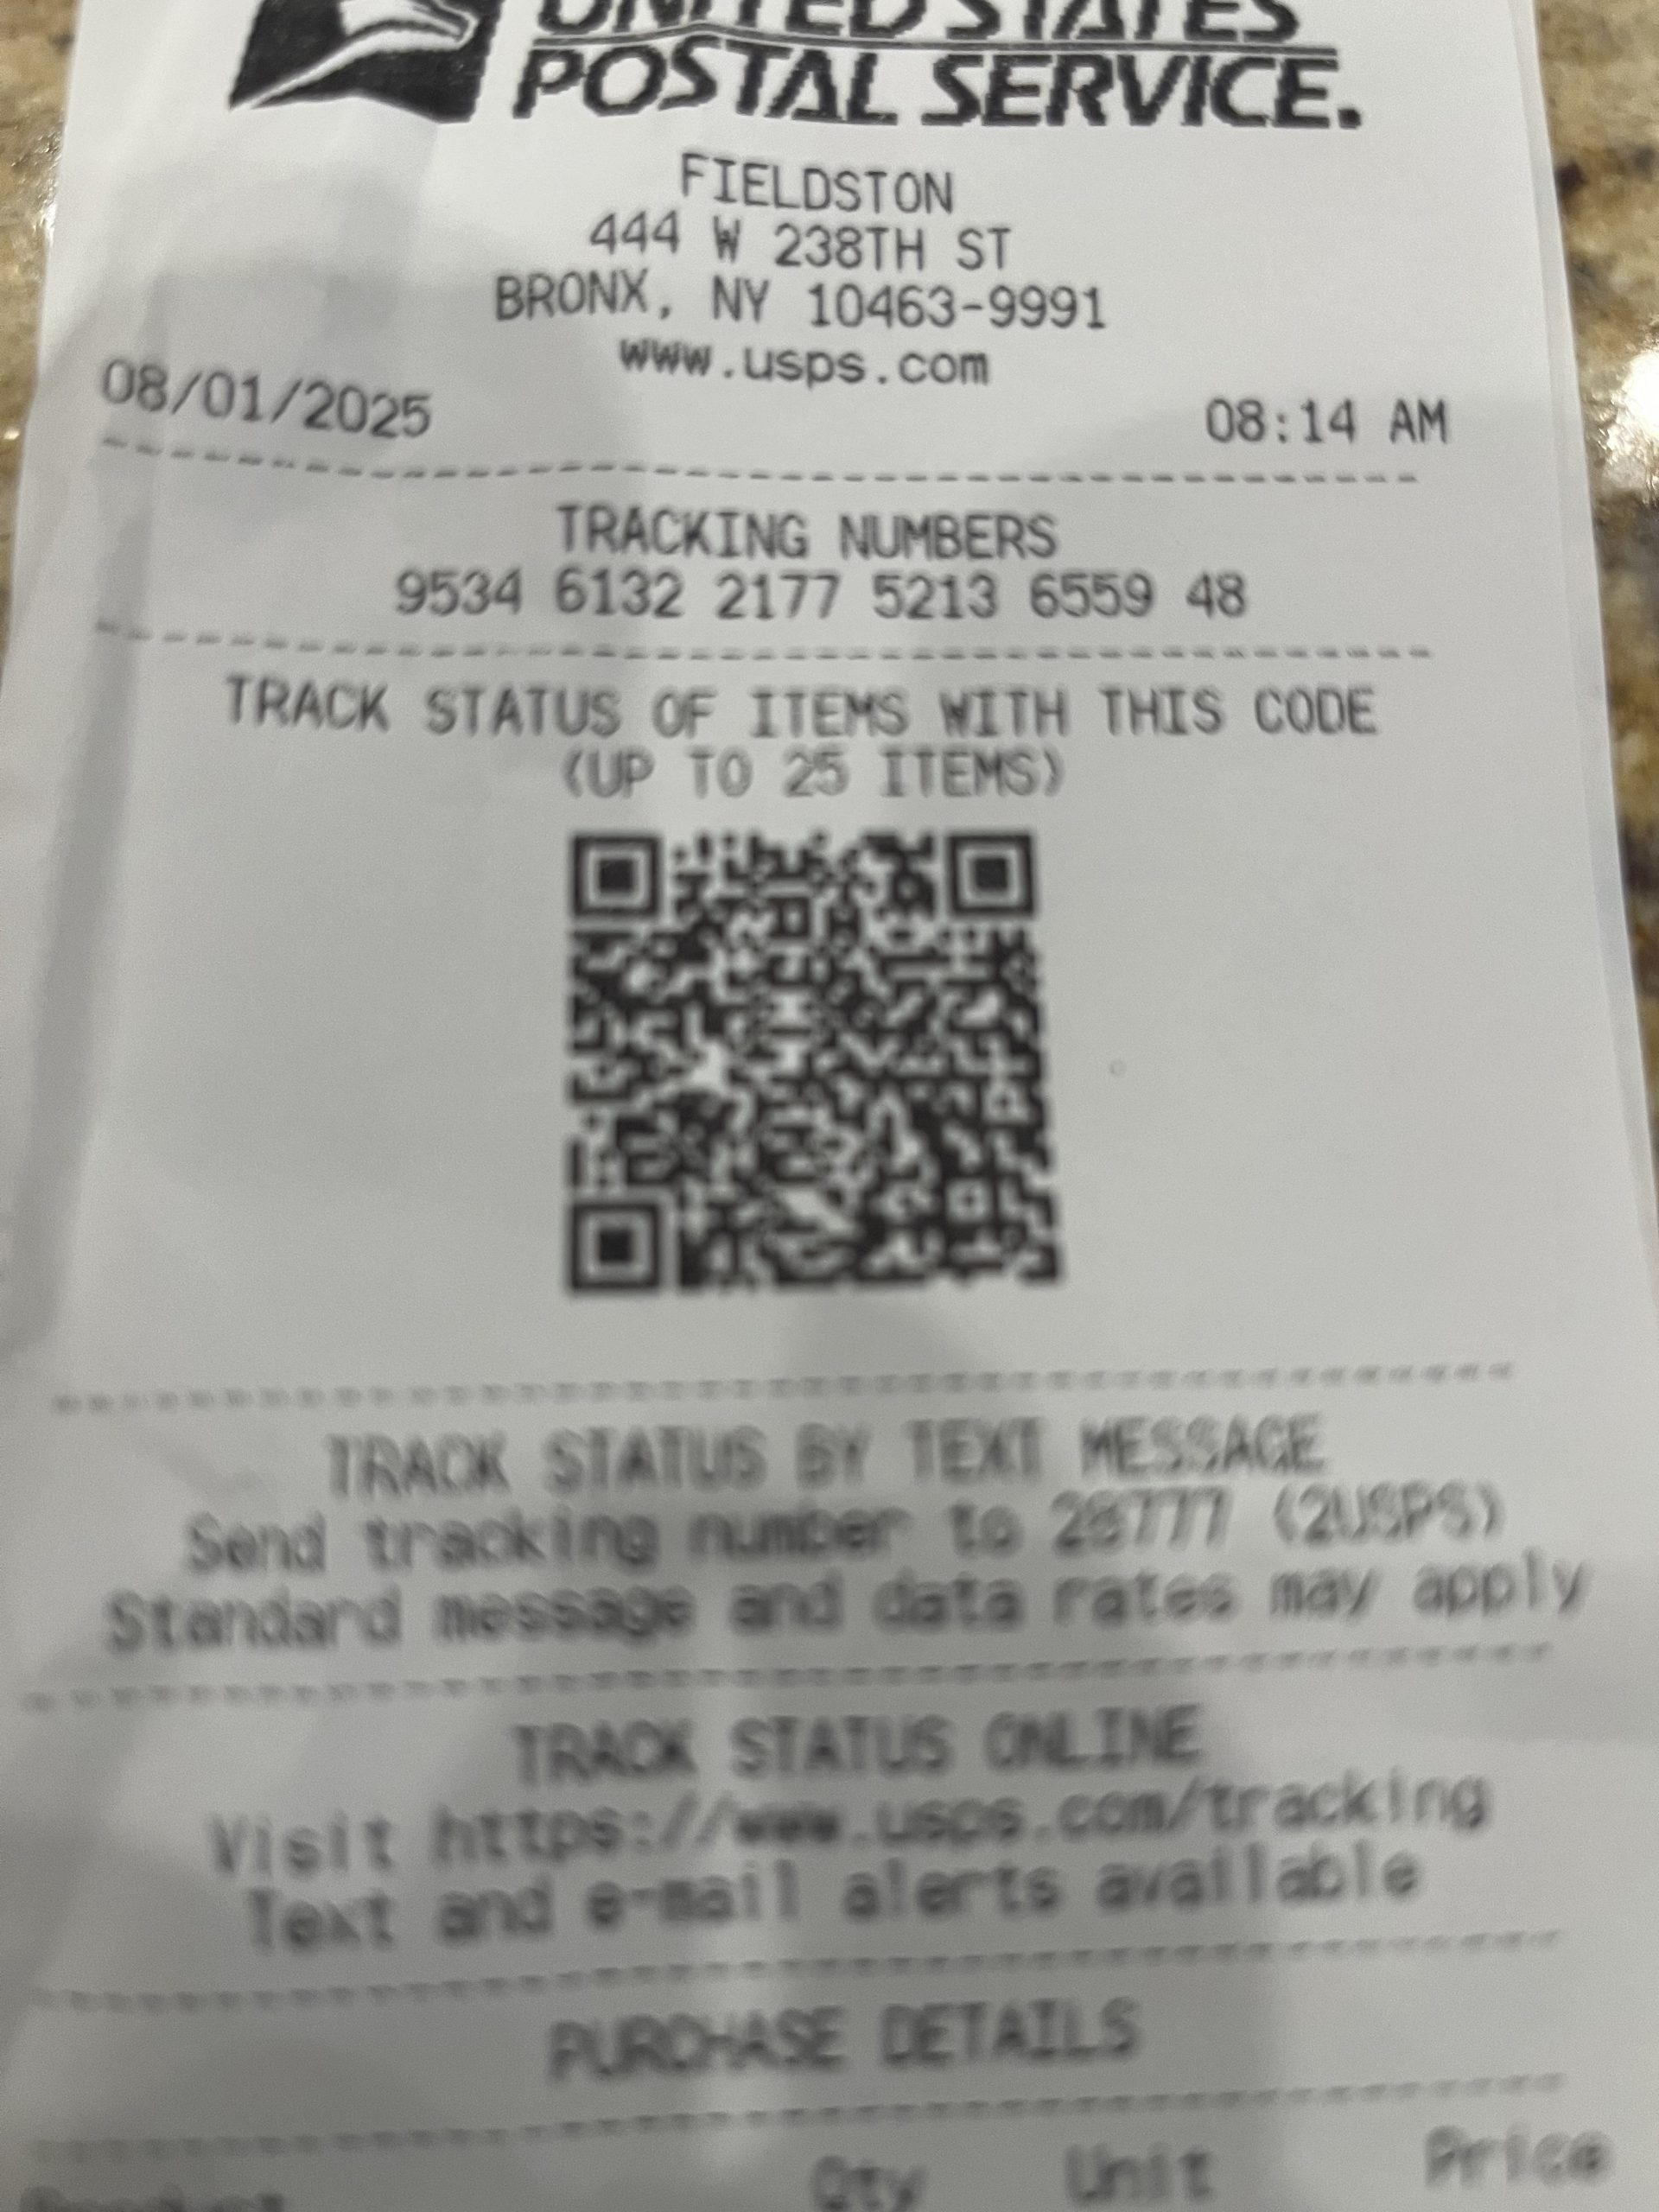 UNITED STATES
POSTAL SERVICE.
FIELDSTON
444 W 238TH ST
BRONX, NY 10463-9991
www.usps.com
08/01/2025 08:14 AM
TRACKING NUMBERS
9534 6132 2177 5213 6559 48
TRACK STATUS OF ITEMS WITH THIS CODE
(UP TO 25 ITEMS)
TRACK STATUS BY TEXT MESSAGE
Send tracking number to 28777 (2USPS)
Standard message and data rates may apply
TRACK STATUS ONLINE
Visit https://www.usps.com/tracking
Text and e-mail alerts available
PURCHASE DETAILS
Product Qty Unit Price